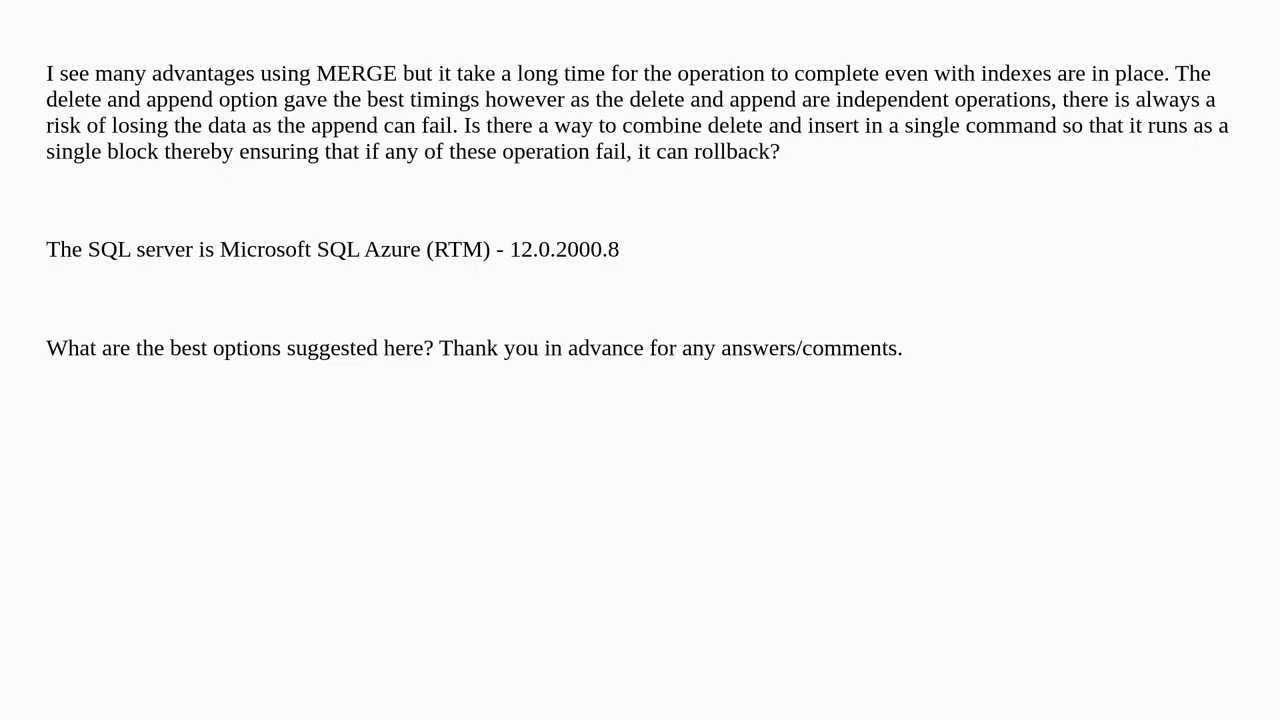 I see many advantages using MERGE but it take a long time for the operation to complete even with indexes are in place. The
delete and append option gave the best timings however as the delete and append are independent operations, there is always a
risk of losing the data as the append can fail. Is there a way to combine delete and insert in a single command so that it runs as a
single block thereby ensuring that if any of these operation fail, it can rollback?
The SQL server is Microsoft SQL Azure (RTM) - 12.0.2000.8
What are the best options suggested here? Thank you in advance for any answers/comments.